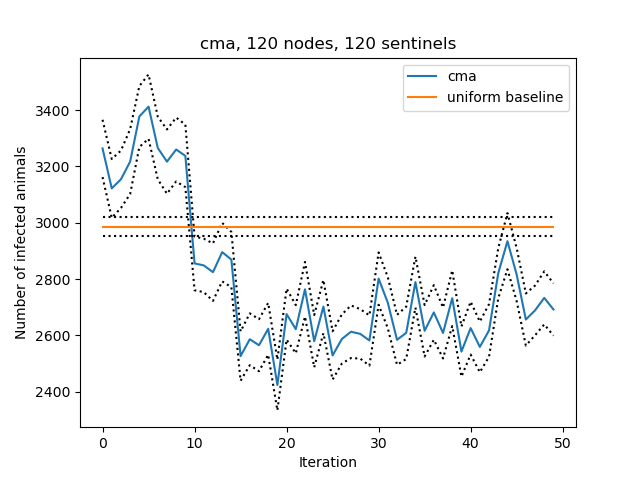 cma, 120 nodes, 120 sentinels
cma
uniform baseline
Number of infected animals
3400
3200
3000
2800
2600
2400
0 10 20 30 40 50
Iteration